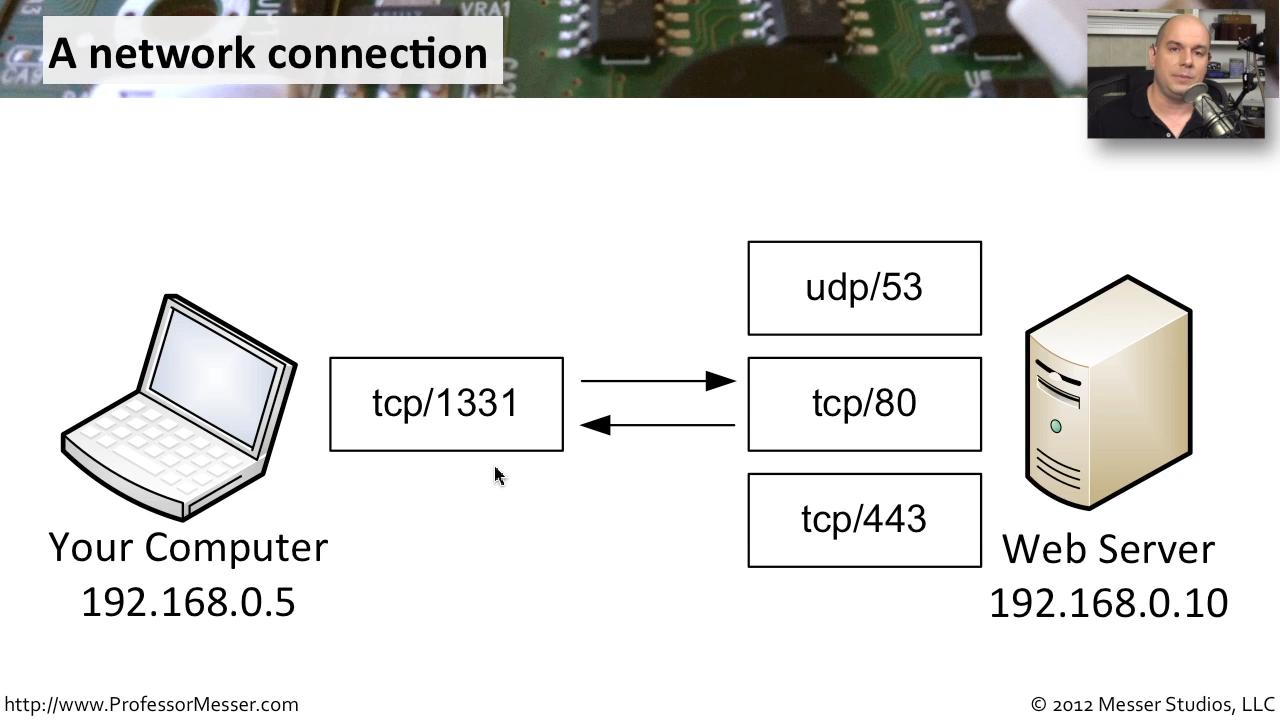 VRA1
A network connection
udp/53
tcp/1331
tcp/80
tcp/443
Your Computer
192.168.0.5
Web Server
192.168.0.10
http://www.ProfessorMesser.com
© 2012 Messer Studios, LLC